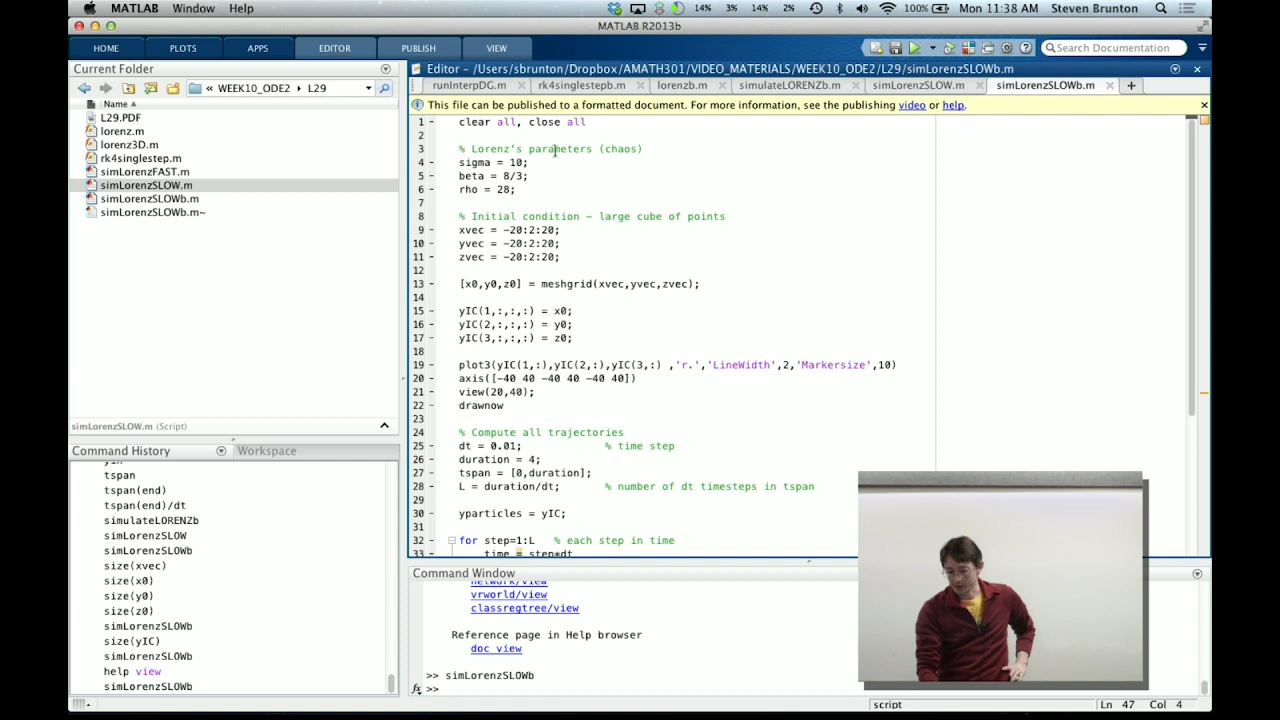 MATLAB Window Help 14% 3% 14% 2% 100% Mon 11:38 AM Steven Brunton
MATLAB R2013b
HOME PLOTS APPS EDITOR PUBLISH VIEW Search Documentation
Current Folder
« WEEK10_ODE2 ▸ L29
Name
L29.PDF
lorenz.m
lorenz3D.m
rk4singlestep.m
simLorenzFAST.m
simLorenzSLOW.m
simLorenzSLOWb.m
simLorenzSLOWb.m~
simLorenzSLOW.m (Script)
Command History Workspace
tspan
tspan(end)
tspan(end)/dt
simulateLORENZb
simLorenzSLOW
simLorenzSLOWb
size(xvec)
size(x0)
size(y0)
size(z0)
simLorenzSLOWb
size(yIC)
simLorenzSLOWb
help view
simLorenzSLOWb
Editor - /Users/sbrunton/Dropbox/AMATH301/VIDEO_MATERIALS/WEEK10_ODE2/L29/simLorenzSLOWb.m
runInterpDG.m rk4singlestepb.m lorenzb.m simulateLORENZb.m simLorenzSLOW.m simLorenzSLOWb.m
This file can be published to a formatted document. For more information, see the publishing video or help.
1 - clear all, close all
2
3 % Lorenz's parameters (chaos)
4 - sigma = 10;
5 - beta = 8/3;
6 - rho = 28;
7
8 % Initial condition - large cube of points
9 - xvec = -20:2:20;
10 - yvec = -20:2:20;
11 - zvec = -20:2:20;
12
13 - [x0,y0,z0] = meshgrid(xvec,yvec,zvec);
14
15 - yIC(1,:,:,:) = x0;
16 - yIC(2,:,:,:) = y0;
17 - yIC(3,:,:,:) = z0;
18
19 - plot3(yIC(1,:),yIC(2,:),yIC(3,:) ,'r.','LineWidth',2,'Markersize',10)
20 - axis([-40 40 -40 40 -40 40])
21 - view(20,40);
22 - drawnow
23
24 % Compute all trajectories
25 - dt = 0.01; % time step
26 - duration = 4;
27 - tspan = [0,duration];
28 - L = duration/dt; % number of dt timesteps in tspan
29
30 - yparticles = yIC;
31
32 - for step=1:L % each step in time
33 - time = step*dt
Command Window
network/view
vrworld/view
classregtree/view
Reference page in Help browser
doc view
>> simLorenzSLOWb
fx >>
script Ln 47 Col 4